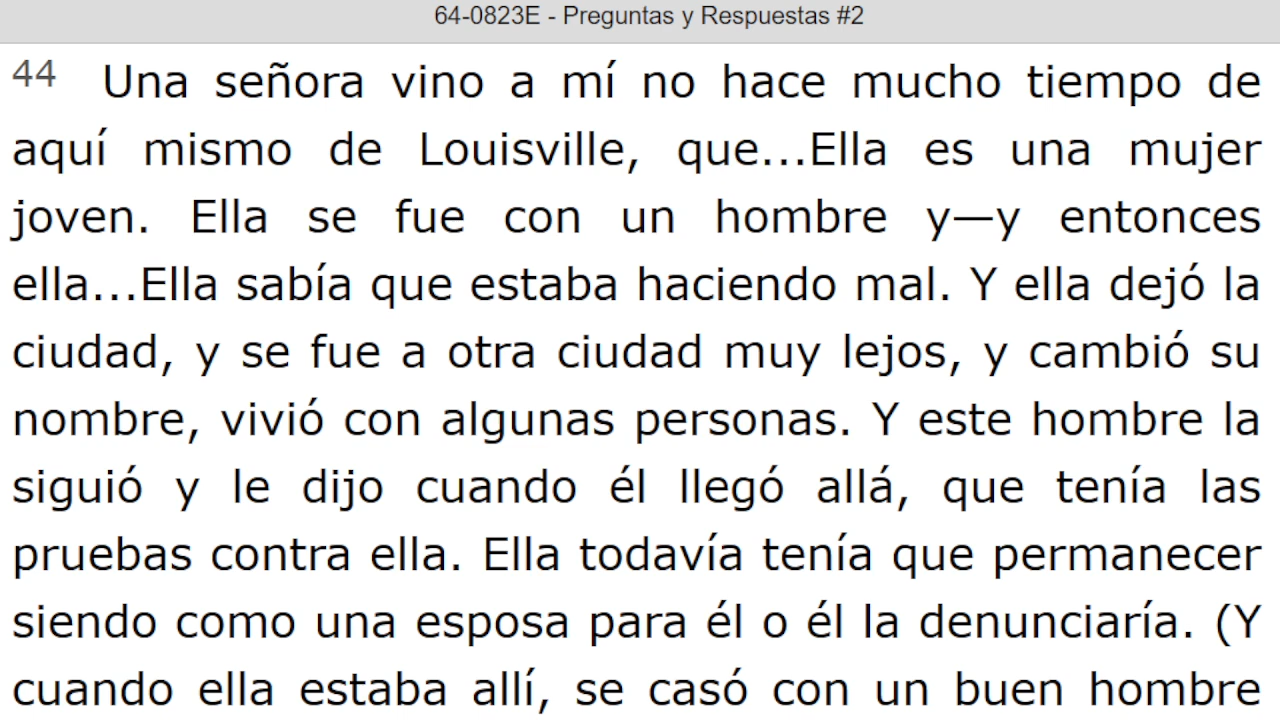 64-0823E - Preguntas y Respuestas #2
44 Una señora vino a mí no hace mucho tiempo de
aquí mismo de Louisville, que...Ella es una mujer
joven. Ella se fue con un hombre y—y entonces
ella...Ella sabía que estaba haciendo mal. Y ella dejó la
ciudad, y se fue a otra ciudad muy lejos, y cambió su
nombre, vivió con algunas personas. Y este hombre la
siguió y le dijo cuando él llegó allá, que tenía las
pruebas contra ella. Ella todavía tenía que permanecer
siendo como una esposa para él o él la denunciaría. (Y
cuando ella estaba allí, se casó con un buen hombre